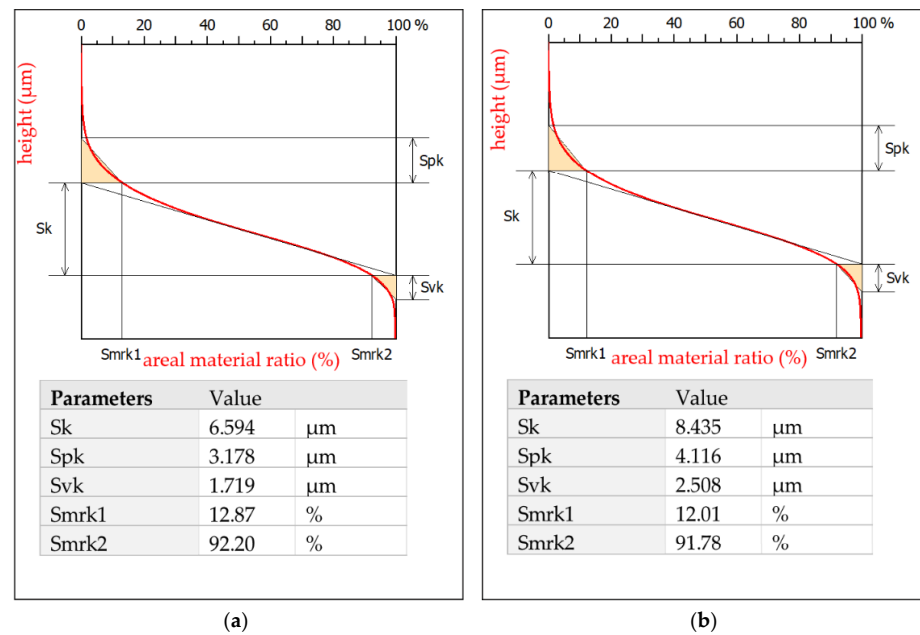 0 20 40 60 80 100 %
height (µm)
Spk
Sk
Svk
Smrk1 Smrk2
areal material ratio (%)
Parameters Value
Sk 6.594 µm
Spk 3.178 µm
Svk 1.719 µm
Smrk1 12.87 %
Smrk2 92.20 %
(a)
0 20 40 60 80 100 %
height (µm)
Spk
Sk
Svk
Smrk1 Smrk2
areal material ratio (%)
Parameters Value
Sk 8.435 µm
Spk 4.116 µm
Svk 2.508 µm
Smrk1 12.01 %
Smrk2 91.78 %
(b)